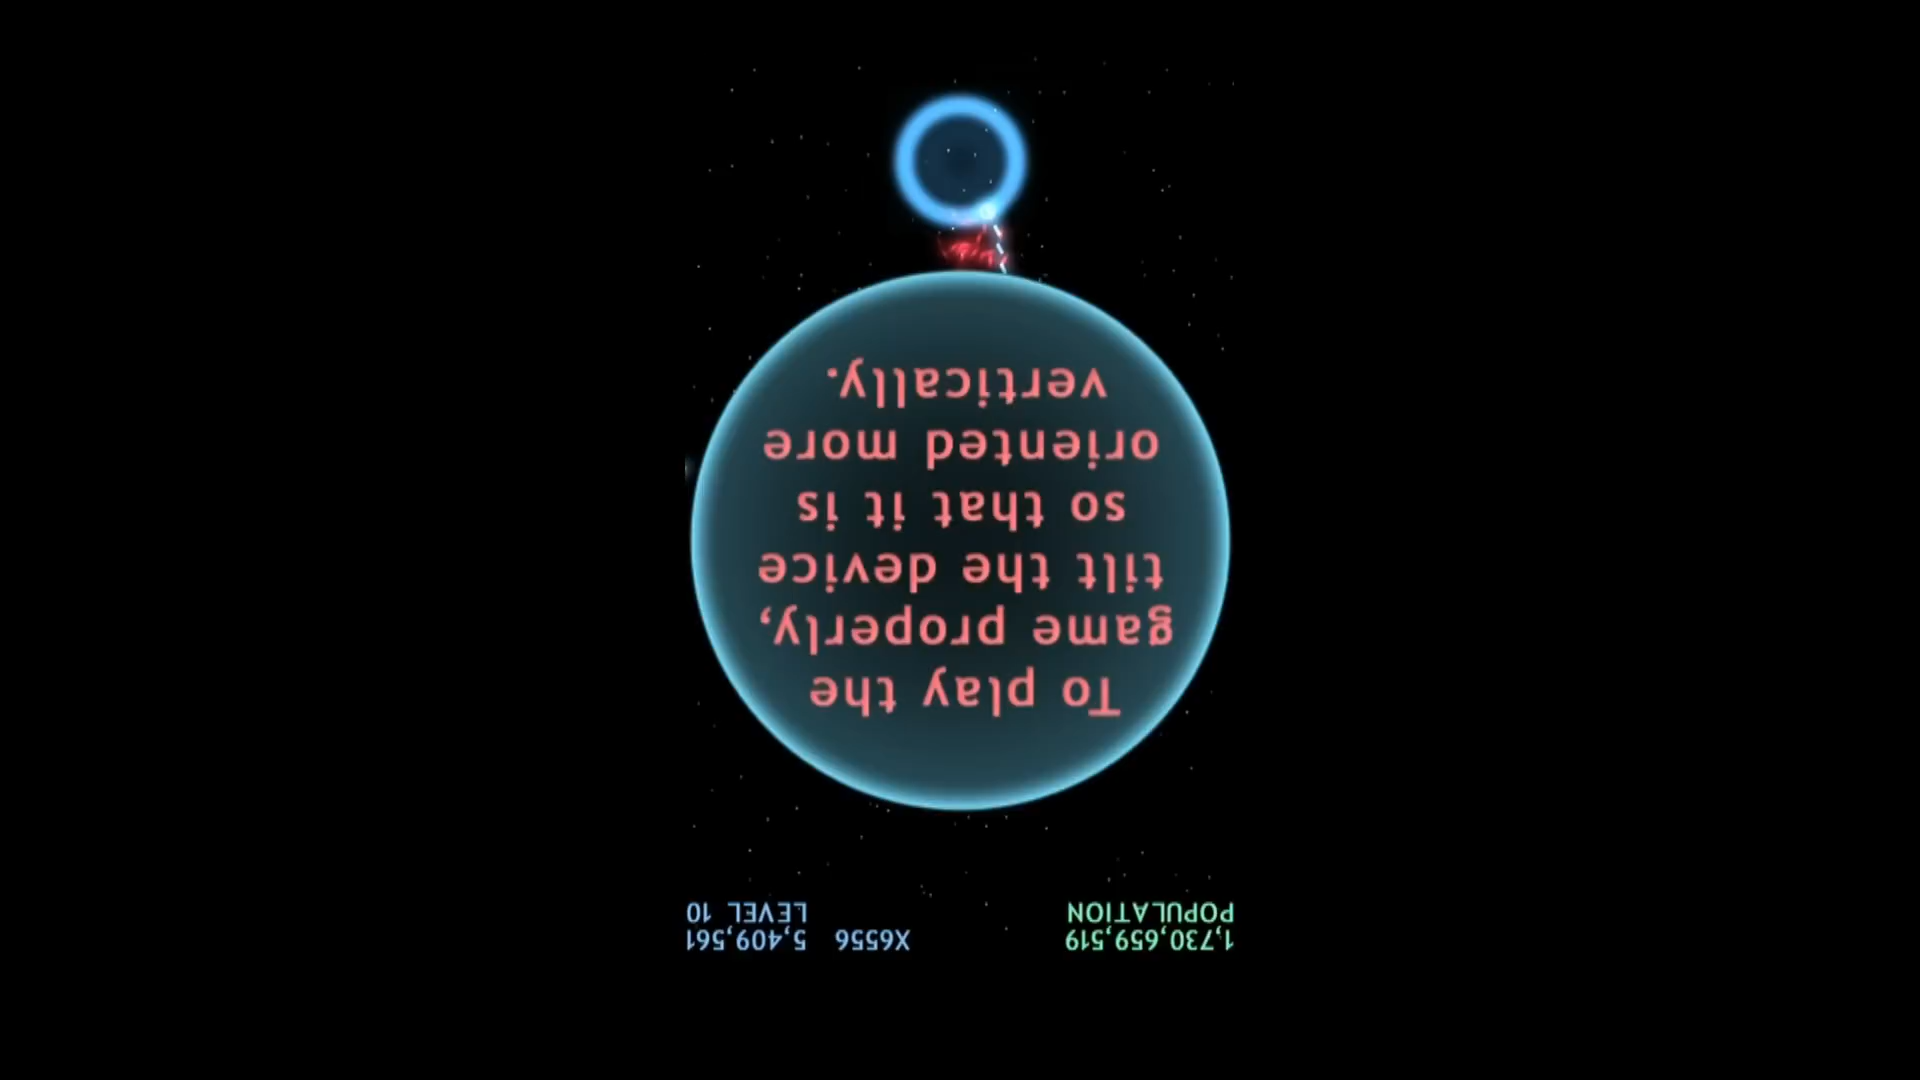 1,730,659,519 X6556 5,409,561
POPULATION LEVEL 10
To play the
game properly,
tilt the device
so that it is
oriented more
vertically.